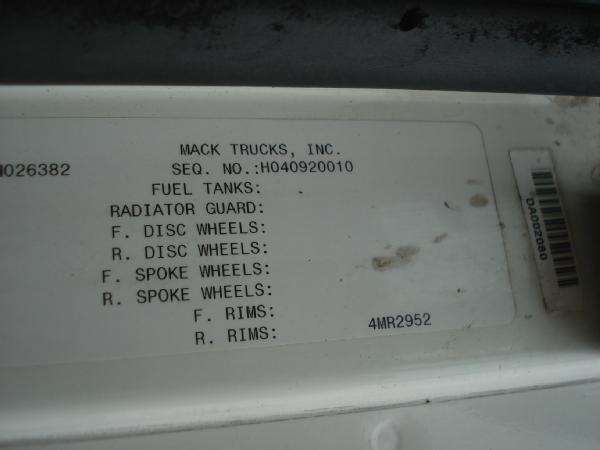 MACK TRUCKS, INC.
026382 SEQ. NO.:H040920010
FUEL TANKS:
RADIATOR GUARD:
F. DISC WHEELS:
R. DISC WHEELS:
F. SPOKE WHEELS:
R. SPOKE WHEELS:
F. RIMS:
R. RIMS: 4MR2952
DA002080